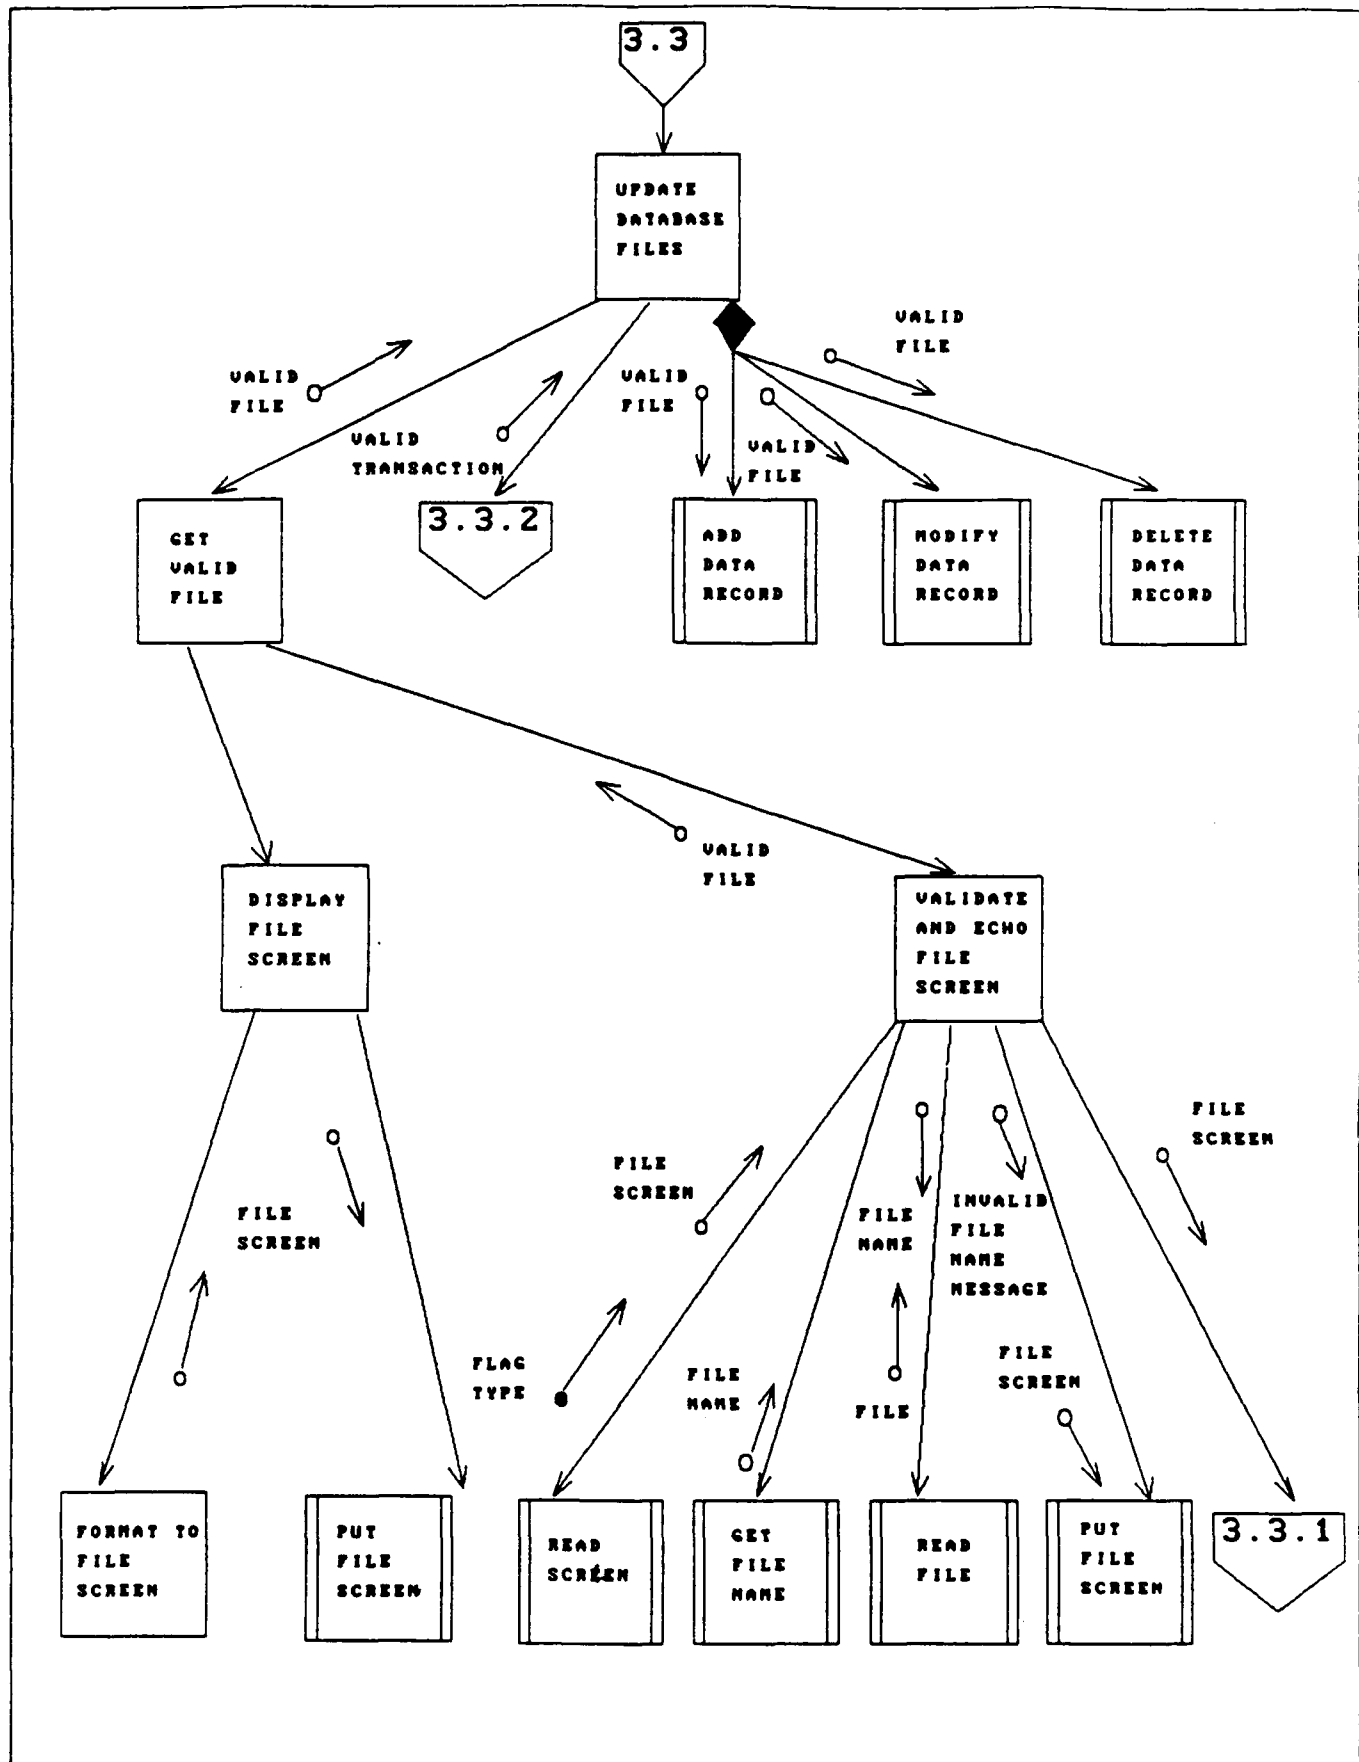 3.3
UPDATE
DATABASE
FILES
VALID
FILE
VALID
FILE
VALID
FILE
VALID
TRANSACTION
VALID
FILE
3.3.2
GET
VALID
FILE
ADD
DATA
RECORD
MODIFY
DATA
RECORD
DELETE
DATA
RECORD
VALID
FILE
DISPLAY
FILE
SCREEN
VALIDATE
AND ECHO
FILE
SCREEN
FILE
SCREEN
FILE
SCREEN
FILE
SCREEN
FILE
NAME
INVALID
FILE
NAME
MESSAGE
FLAG
TYPE
FILE
NAME
FILE
FILE
SCREEN
FORMAT TO
FILE
SCREEN
PUT
FILE
SCREEN
READ
SCREEN
GET
FILE
NAME
READ
FILE
PUT
FILE
SCREEN
3.3.1